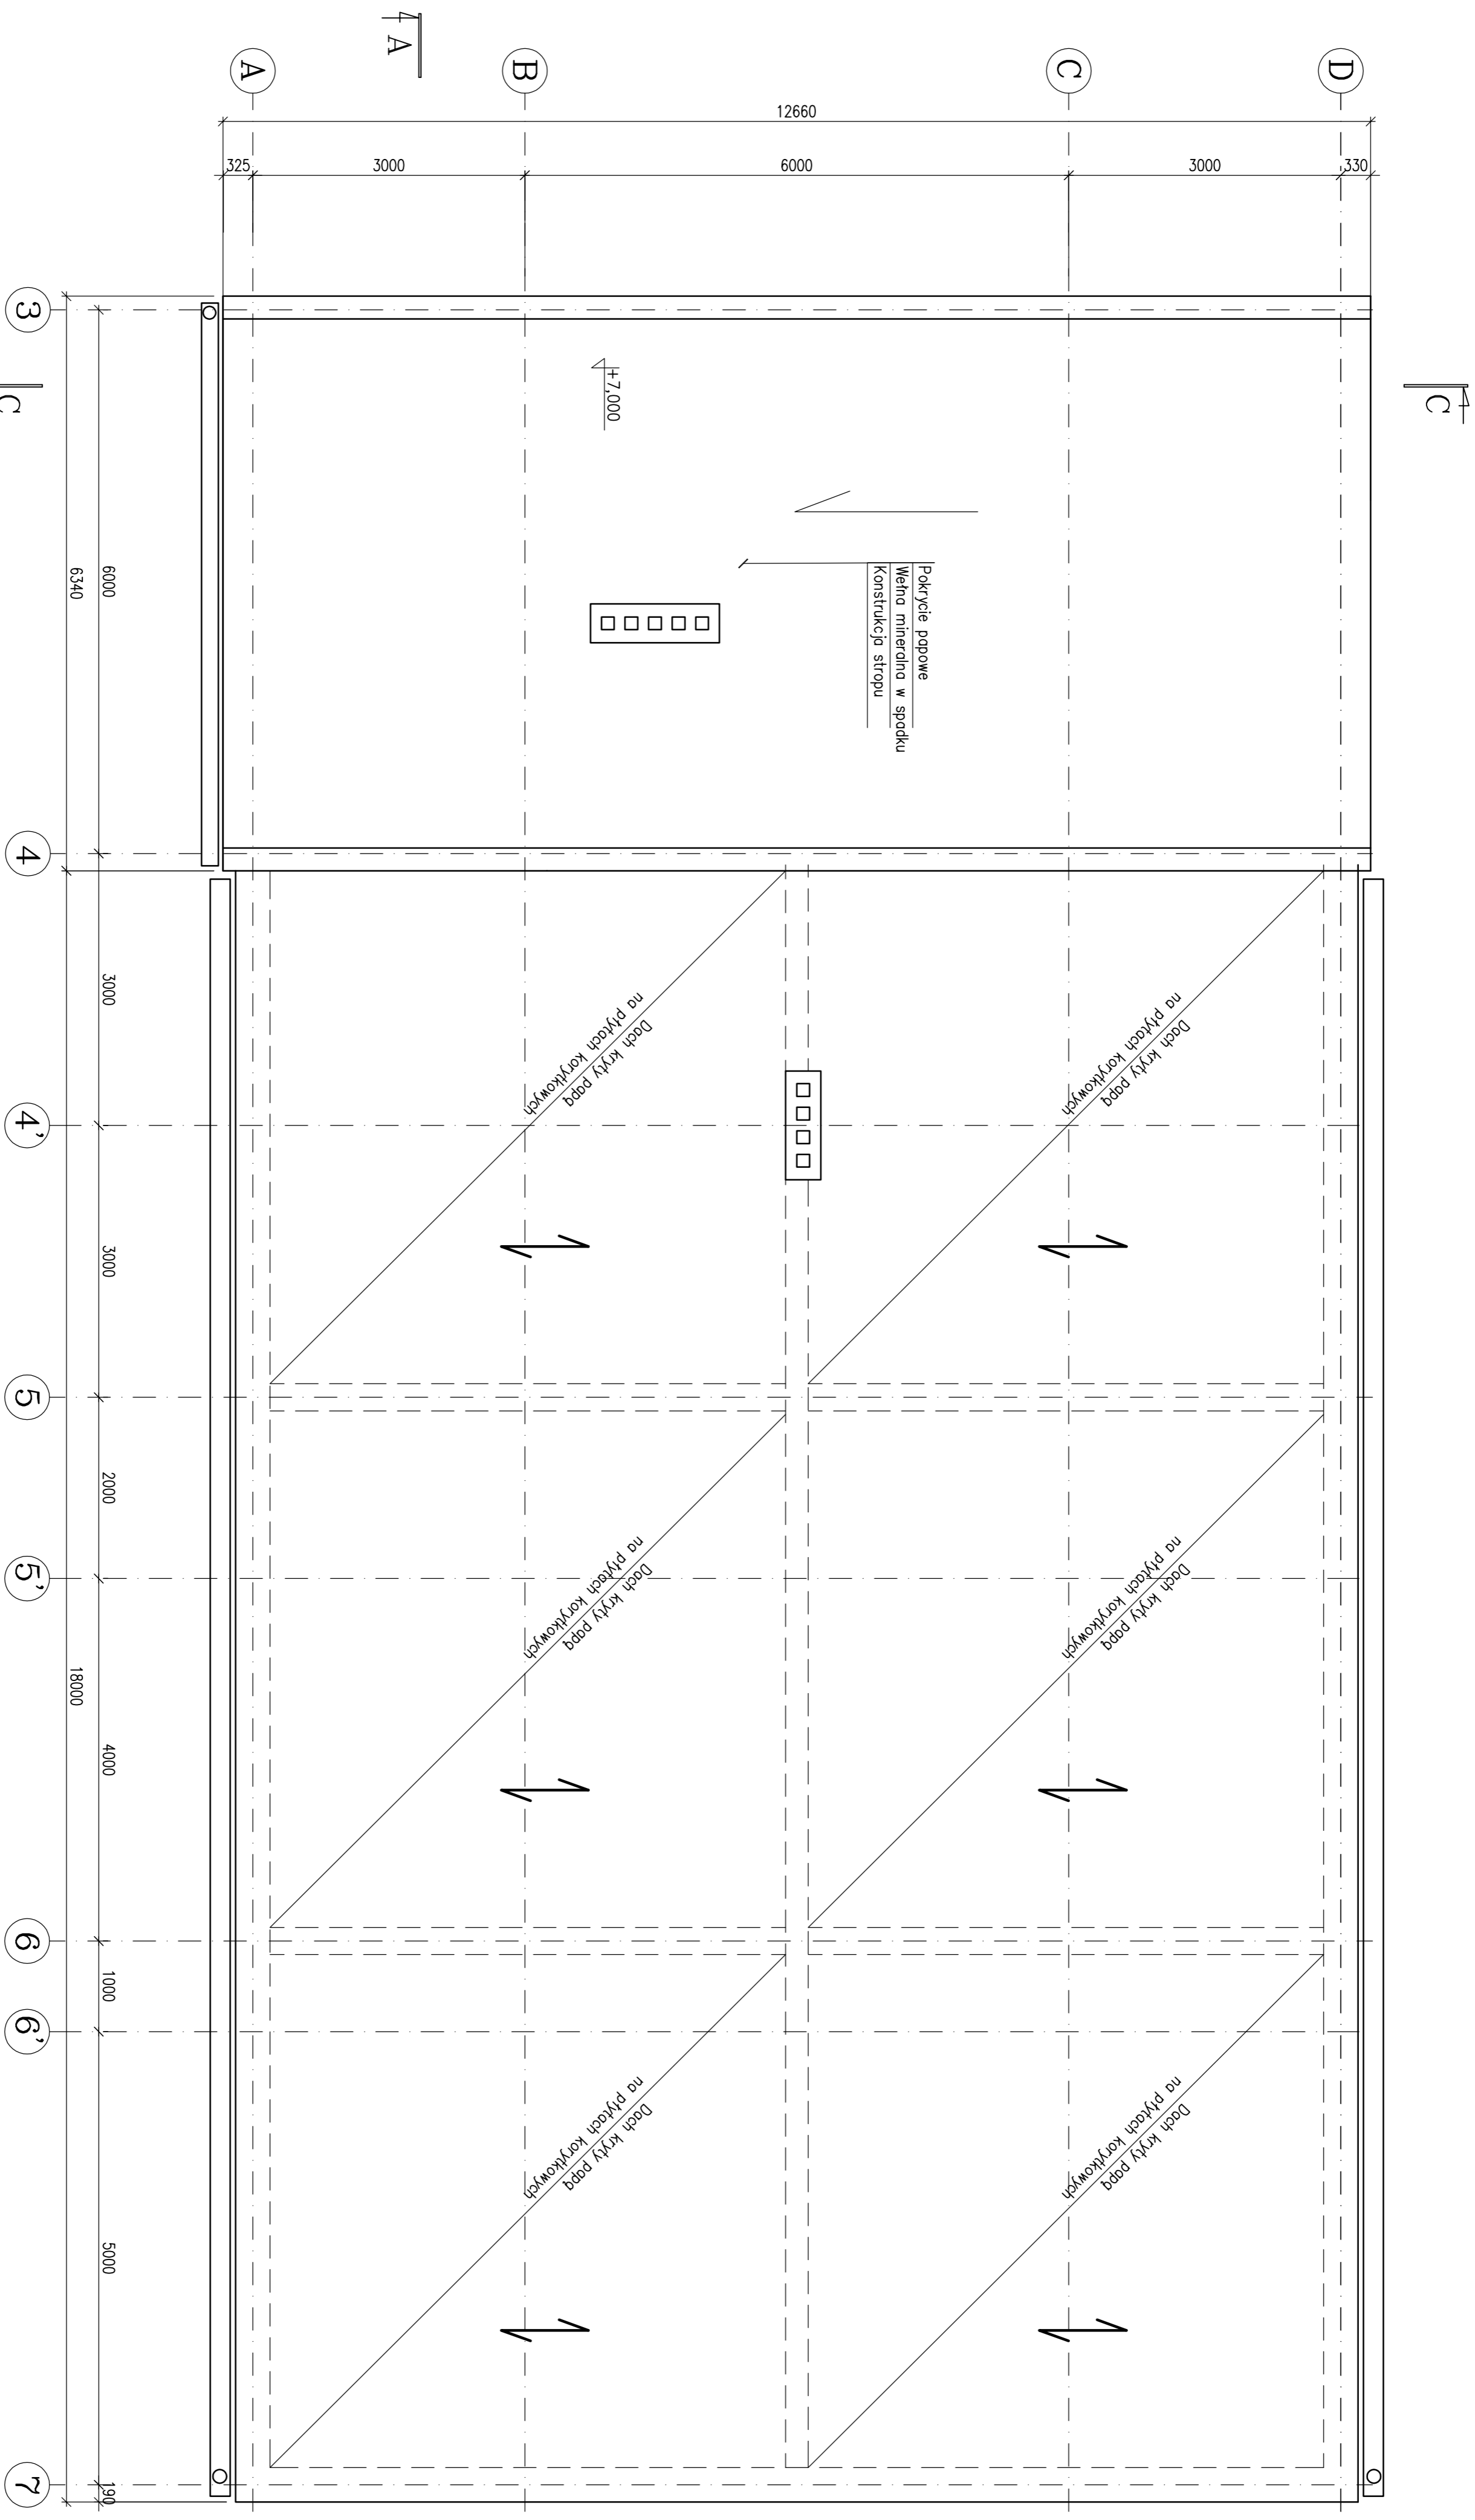 A
A
B
C
D
12660
325
3000
6000
3000
330
C
C
+7,000
Pokrycie papowe
Wełna mineralna w spadku
Konstrukcja stropu
Dach kryty papą
na płytach korytkowych
Dach kryty papą
na płytach korytkowych
Dach kryty papą
na płytach korytkowych
Dach kryty papą
na płytach korytkowych
Dach kryty papą
na płytach korytkowych
Dach kryty papą
na płytach korytkowych
6000
3000
3000
2000
4000
1000
5000
190
6340
18000
3
4
4'
5
5'
6
6'
7